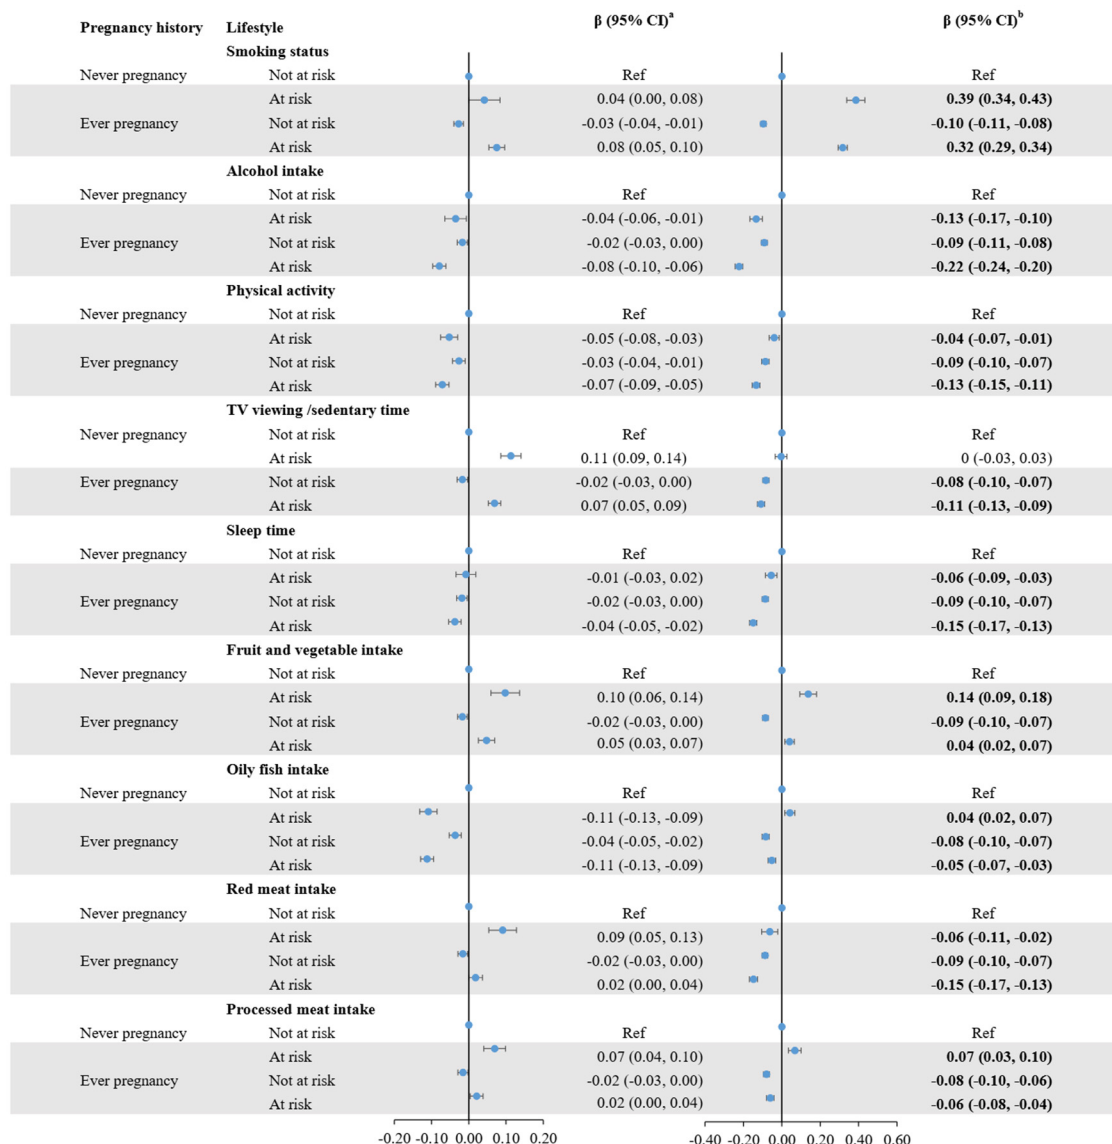 β (95% CI)a β (95% CI)b
Pregnancy history Lifestyle
Smoking status
Never pregnancy Not at risk Ref Ref
At risk 0.04 (0.00, 0.08) 0.39 (0.34, 0.43)
Ever pregnancy Not at risk -0.03 (-0.04, -0.01) -0.10 (-0.11, -0.08)
At risk 0.08 (0.05, 0.10) 0.32 (0.29, 0.34)
Alcohol intake
Never pregnancy Not at risk Ref Ref
At risk -0.04 (-0.06, -0.01) -0.13 (-0.17, -0.10)
Ever pregnancy Not at risk -0.02 (-0.03, 0.00) -0.09 (-0.11, -0.08)
At risk -0.08 (-0.10, -0.06) -0.22 (-0.24, -0.20)
Physical activity
Never pregnancy Not at risk Ref Ref
At risk -0.05 (-0.08, -0.03) -0.04 (-0.07, -0.01)
Ever pregnancy Not at risk -0.03 (-0.04, -0.01) -0.09 (-0.10, -0.07)
At risk -0.07 (-0.09, -0.05) -0.13 (-0.15, -0.11)
TV viewing /sedentary time
Never pregnancy Not at risk Ref Ref
At risk 0.11 (0.09, 0.14) 0 (-0.03, 0.03)
Ever pregnancy Not at risk -0.02 (-0.03, 0.00) -0.08 (-0.10, -0.07)
At risk 0.07 (0.05, 0.09) -0.11 (-0.13, -0.09)
Sleep time
Never pregnancy Not at risk Ref Ref
At risk -0.01 (-0.03, 0.02) -0.06 (-0.09, -0.03)
Ever pregnancy Not at risk -0.02 (-0.03, 0.00) -0.09 (-0.10, -0.07)
At risk -0.04 (-0.05, -0.02) -0.15 (-0.17, -0.13)
Fruit and vegetable intake
Never pregnancy Not at risk Ref Ref
At risk 0.10 (0.06, 0.14) 0.14 (0.09, 0.18)
Ever pregnancy Not at risk -0.02 (-0.03, 0.00) -0.09 (-0.10, -0.07)
At risk 0.05 (0.03, 0.07) 0.04 (0.02, 0.07)
Oily fish intake
Never pregnancy Not at risk Ref Ref
At risk -0.11 (-0.13, -0.09) 0.04 (0.02, 0.07)
Ever pregnancy Not at risk -0.04 (-0.05, -0.02) -0.08 (-0.10, -0.07)
At risk -0.11 (-0.13, -0.09) -0.05 (-0.07, -0.03)
Red meat intake
Never pregnancy Not at risk Ref Ref
At risk 0.09 (0.05, 0.13) -0.06 (-0.11, -0.02)
Ever pregnancy Not at risk -0.02 (-0.03, 0.00) -0.09 (-0.10, -0.07)
At risk 0.02 (0.00, 0.04) -0.15 (-0.17, -0.13)
Processed meat intake
Never pregnancy Not at risk Ref Ref
At risk 0.07 (0.04, 0.10) 0.07 (0.03, 0.10)
Ever pregnancy Not at risk -0.02 (-0.03, 0.00) -0.08 (-0.10, -0.06)
At risk 0.02 (0.00, 0.04) -0.06 (-0.08, -0.04)
-0.20 -0.10 0.00 0.10 0.20 -0.40 -0.20 0.00 0.20 0.40 0.60